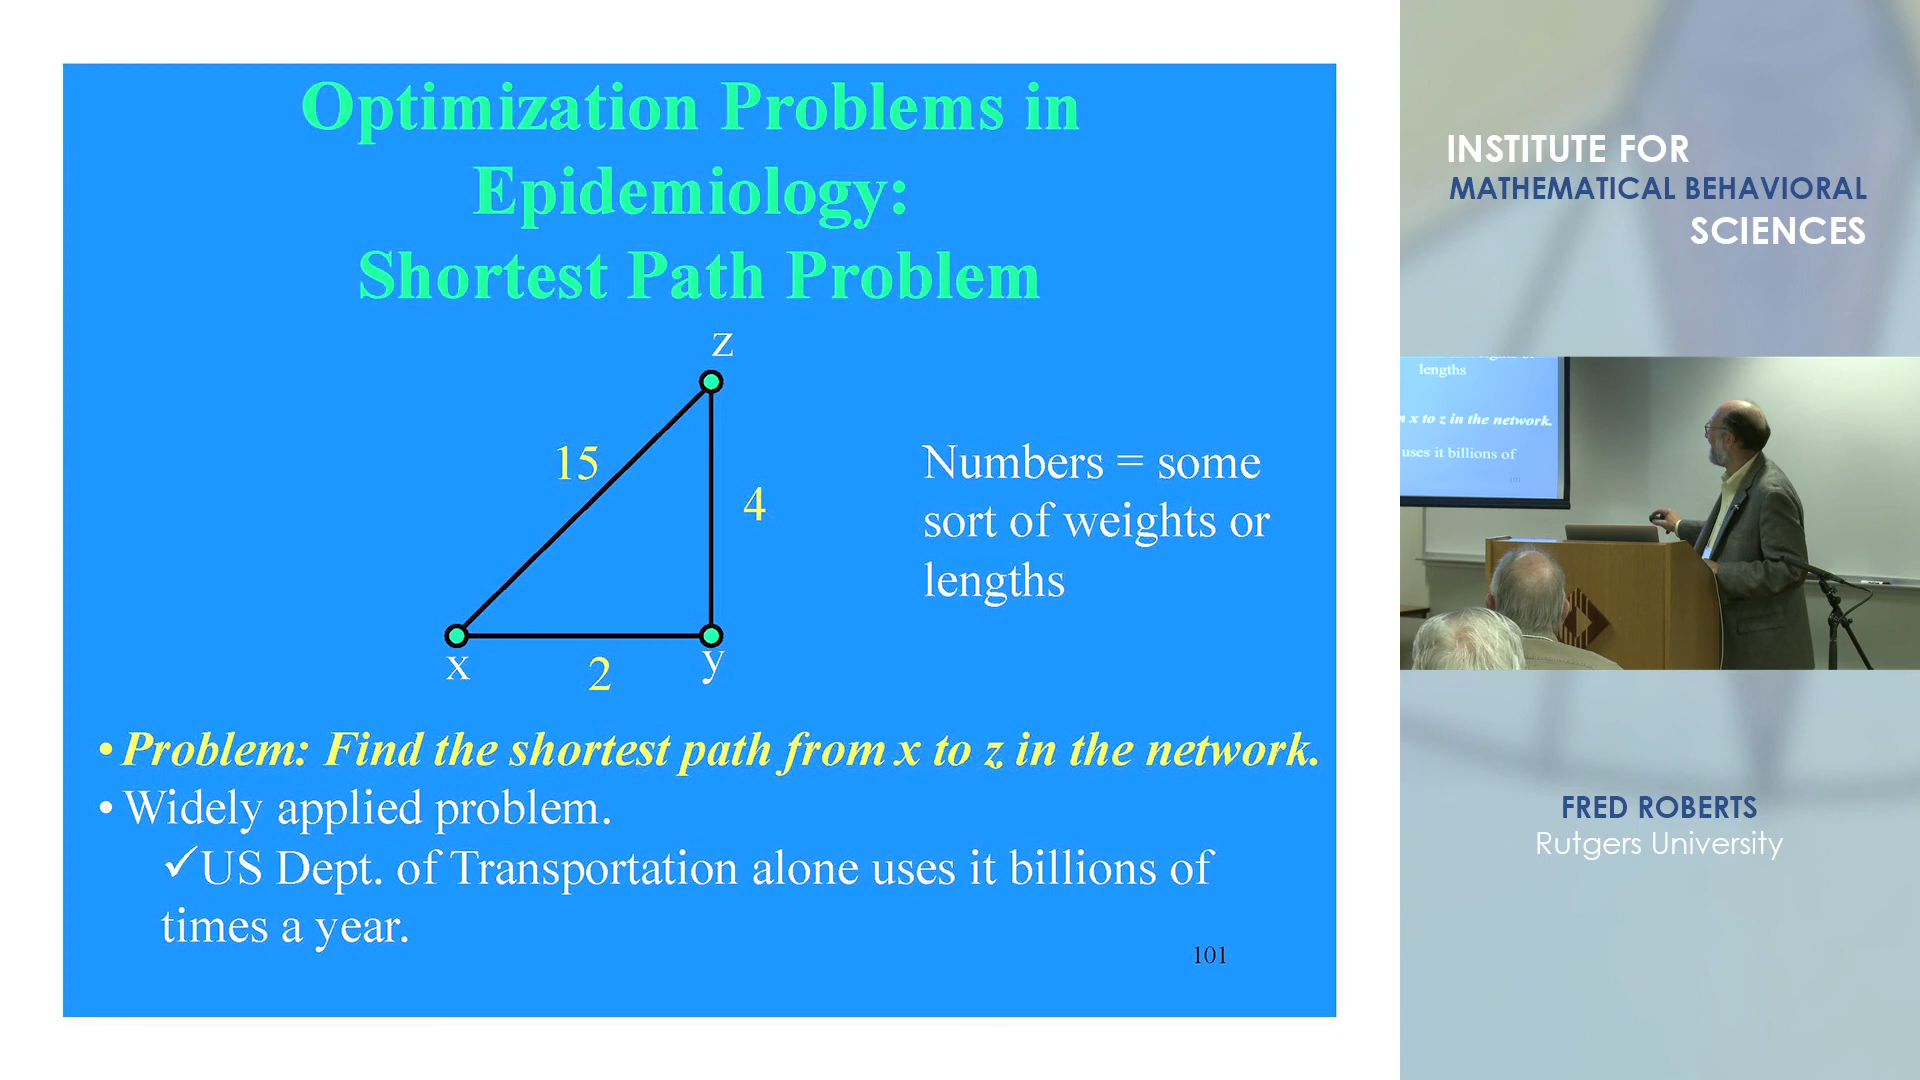 Optimization Problems in
Epidemiology:
Shortest Path Problem
z
15
4
Numbers = some
sort of weights or
lengths
x
2
y
• Problem: Find the shortest path from x to z in the network.
• Widely applied problem.
✓US Dept. of Transportation alone uses it billions of
times a year.
101
INSTITUTE FOR
MATHEMATICAL BEHAVIORAL
SCIENCES
lengths
x to z in the network.
uses it billions of
101
FRED ROBERTS
Rutgers University